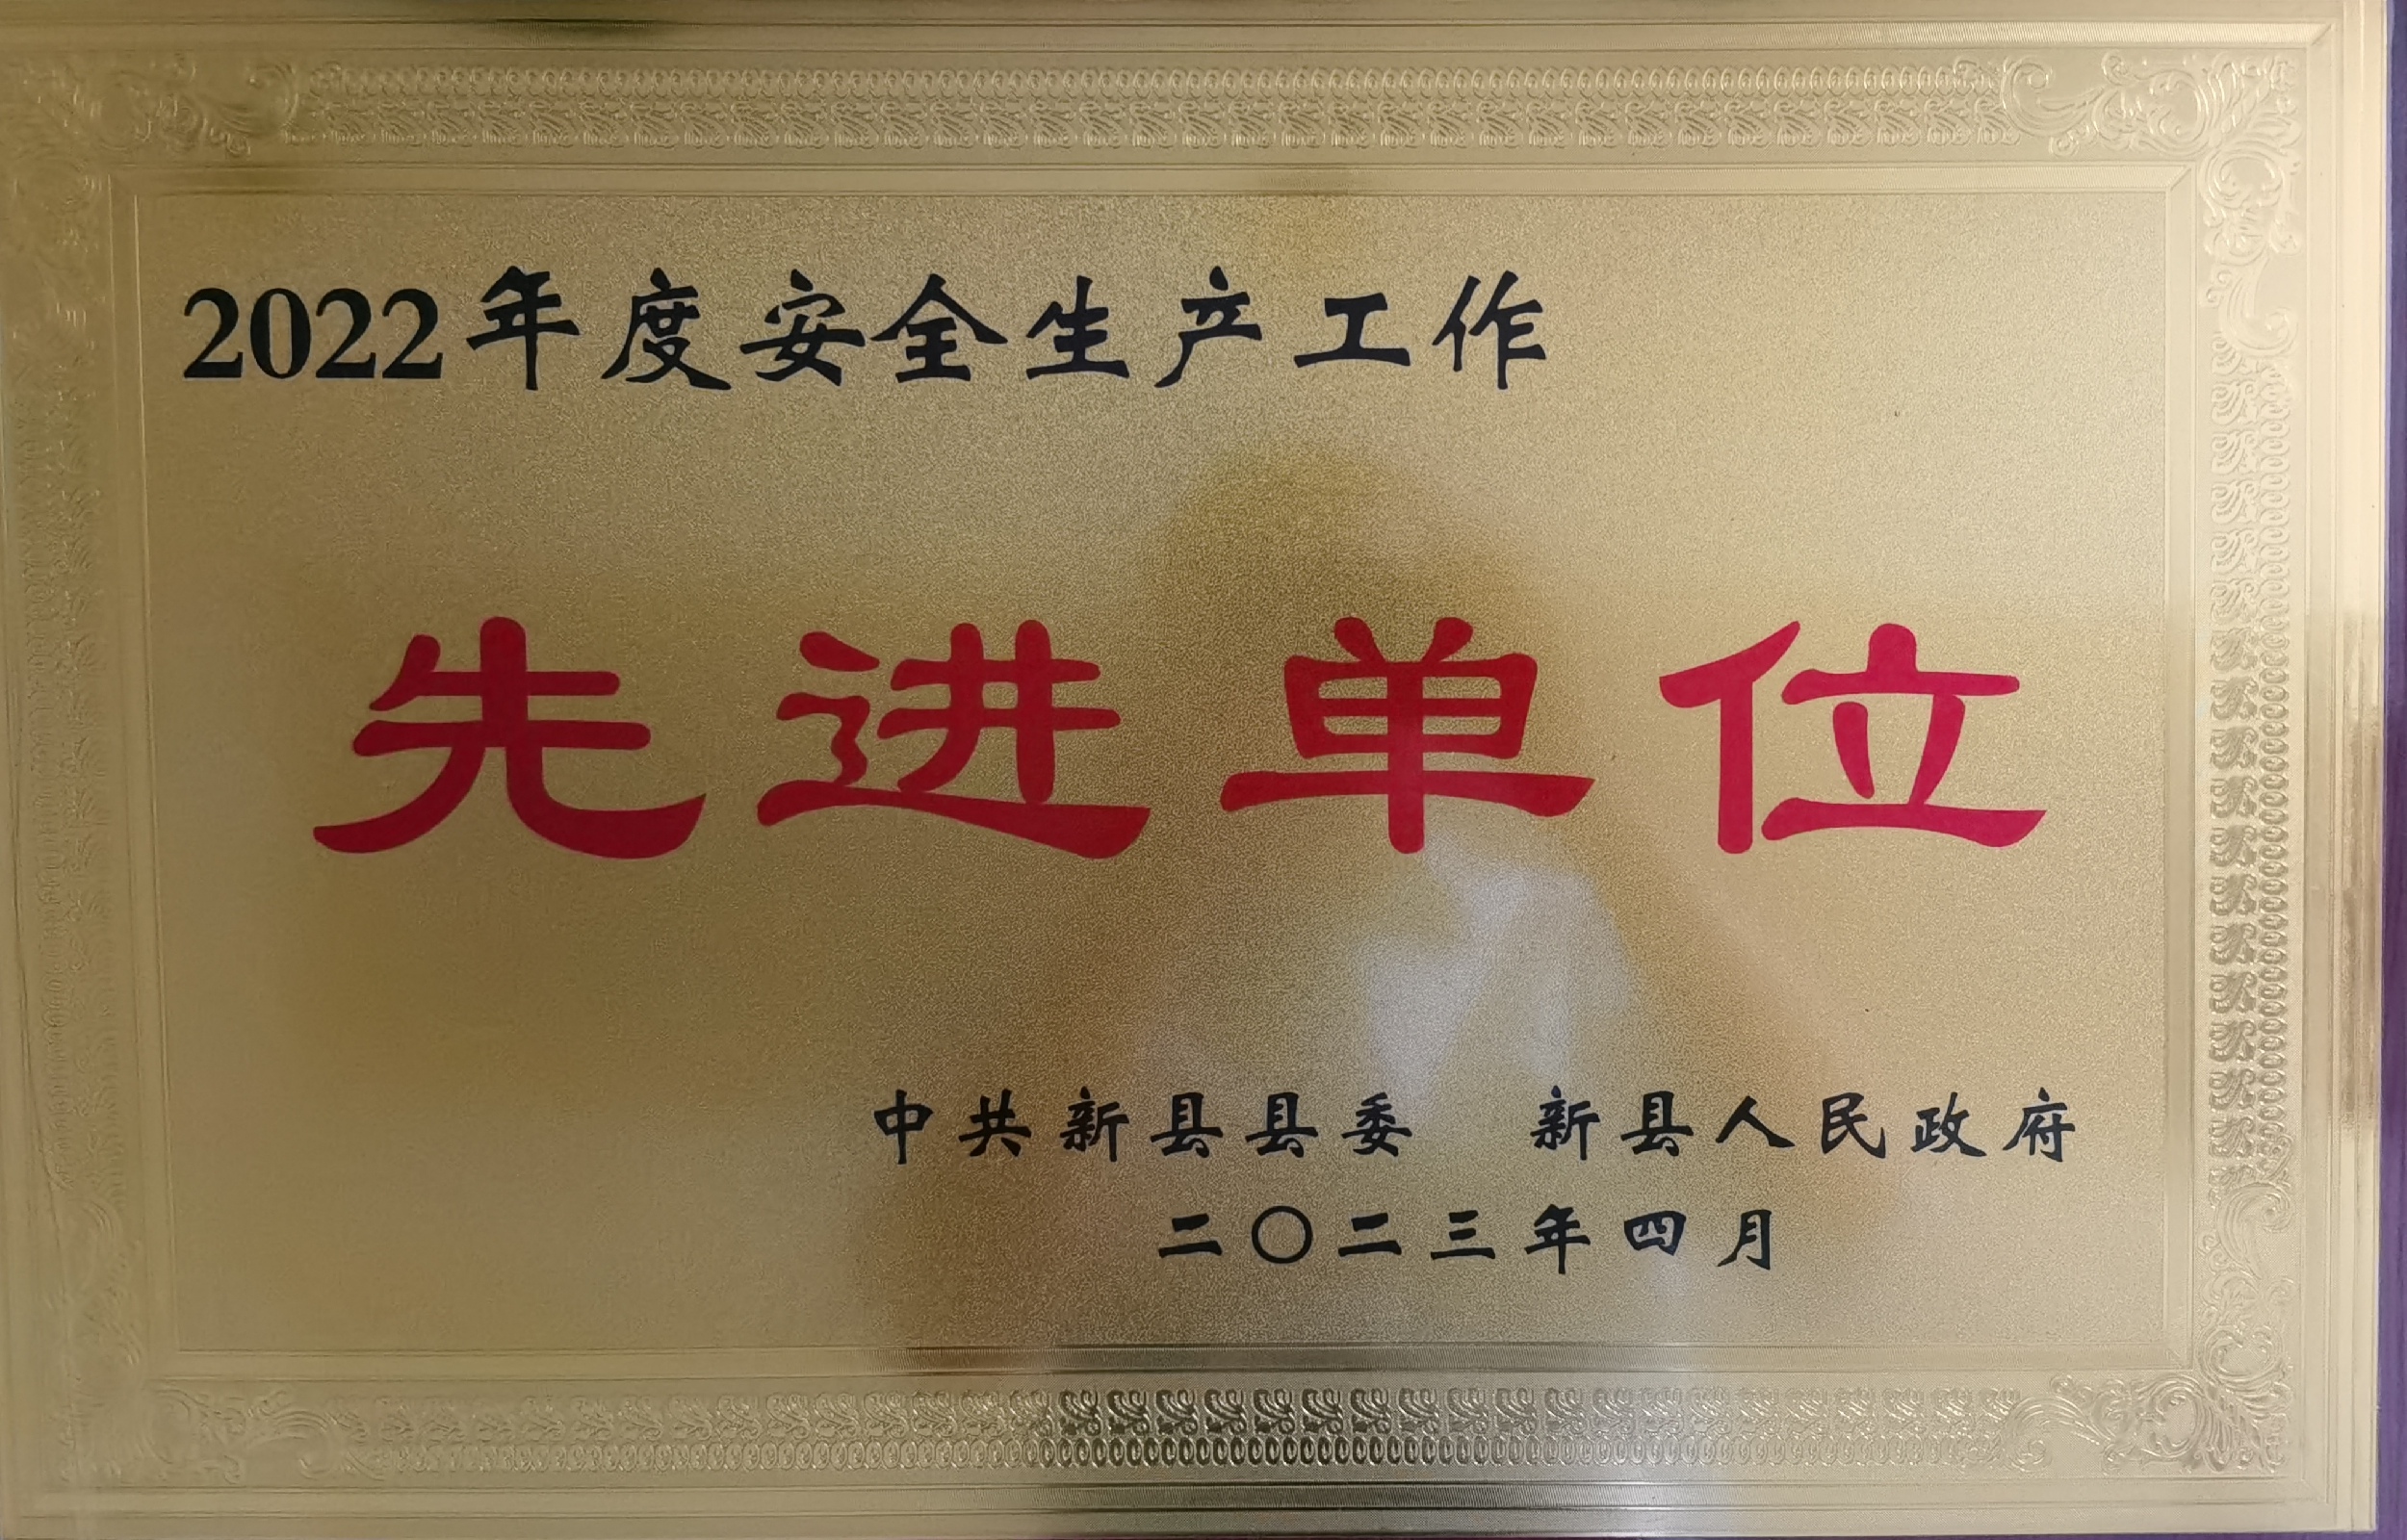 2022年度安全生产工作
先进单位
中共新县县委 新县人民政府
二〇二三年四月